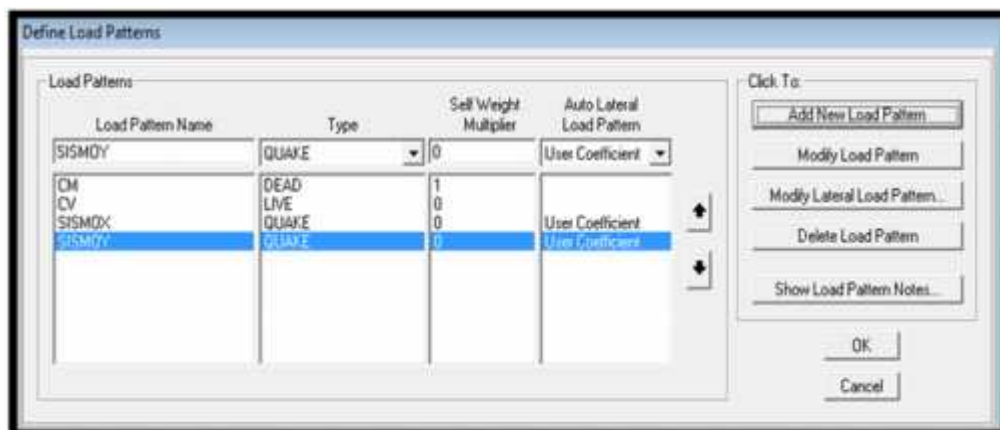 Define Load Patterns
Load Patterns
Click To:
Load Pattern Name Type Self Weight Multiplier Auto Lateral Load Pattern
SISMOY QUAKE 0 User Coefficient
CM DEAD 1
CV LIVE 0
SISMOX QUAKE 0 User Coefficient
SISMOY QUAKE 0 User Coefficient
Add New Load Pattern
Modify Load Pattern
Modify Lateral Load Pattern...
Delete Load Pattern
Show Load Pattern Notes...
OK
Cancel